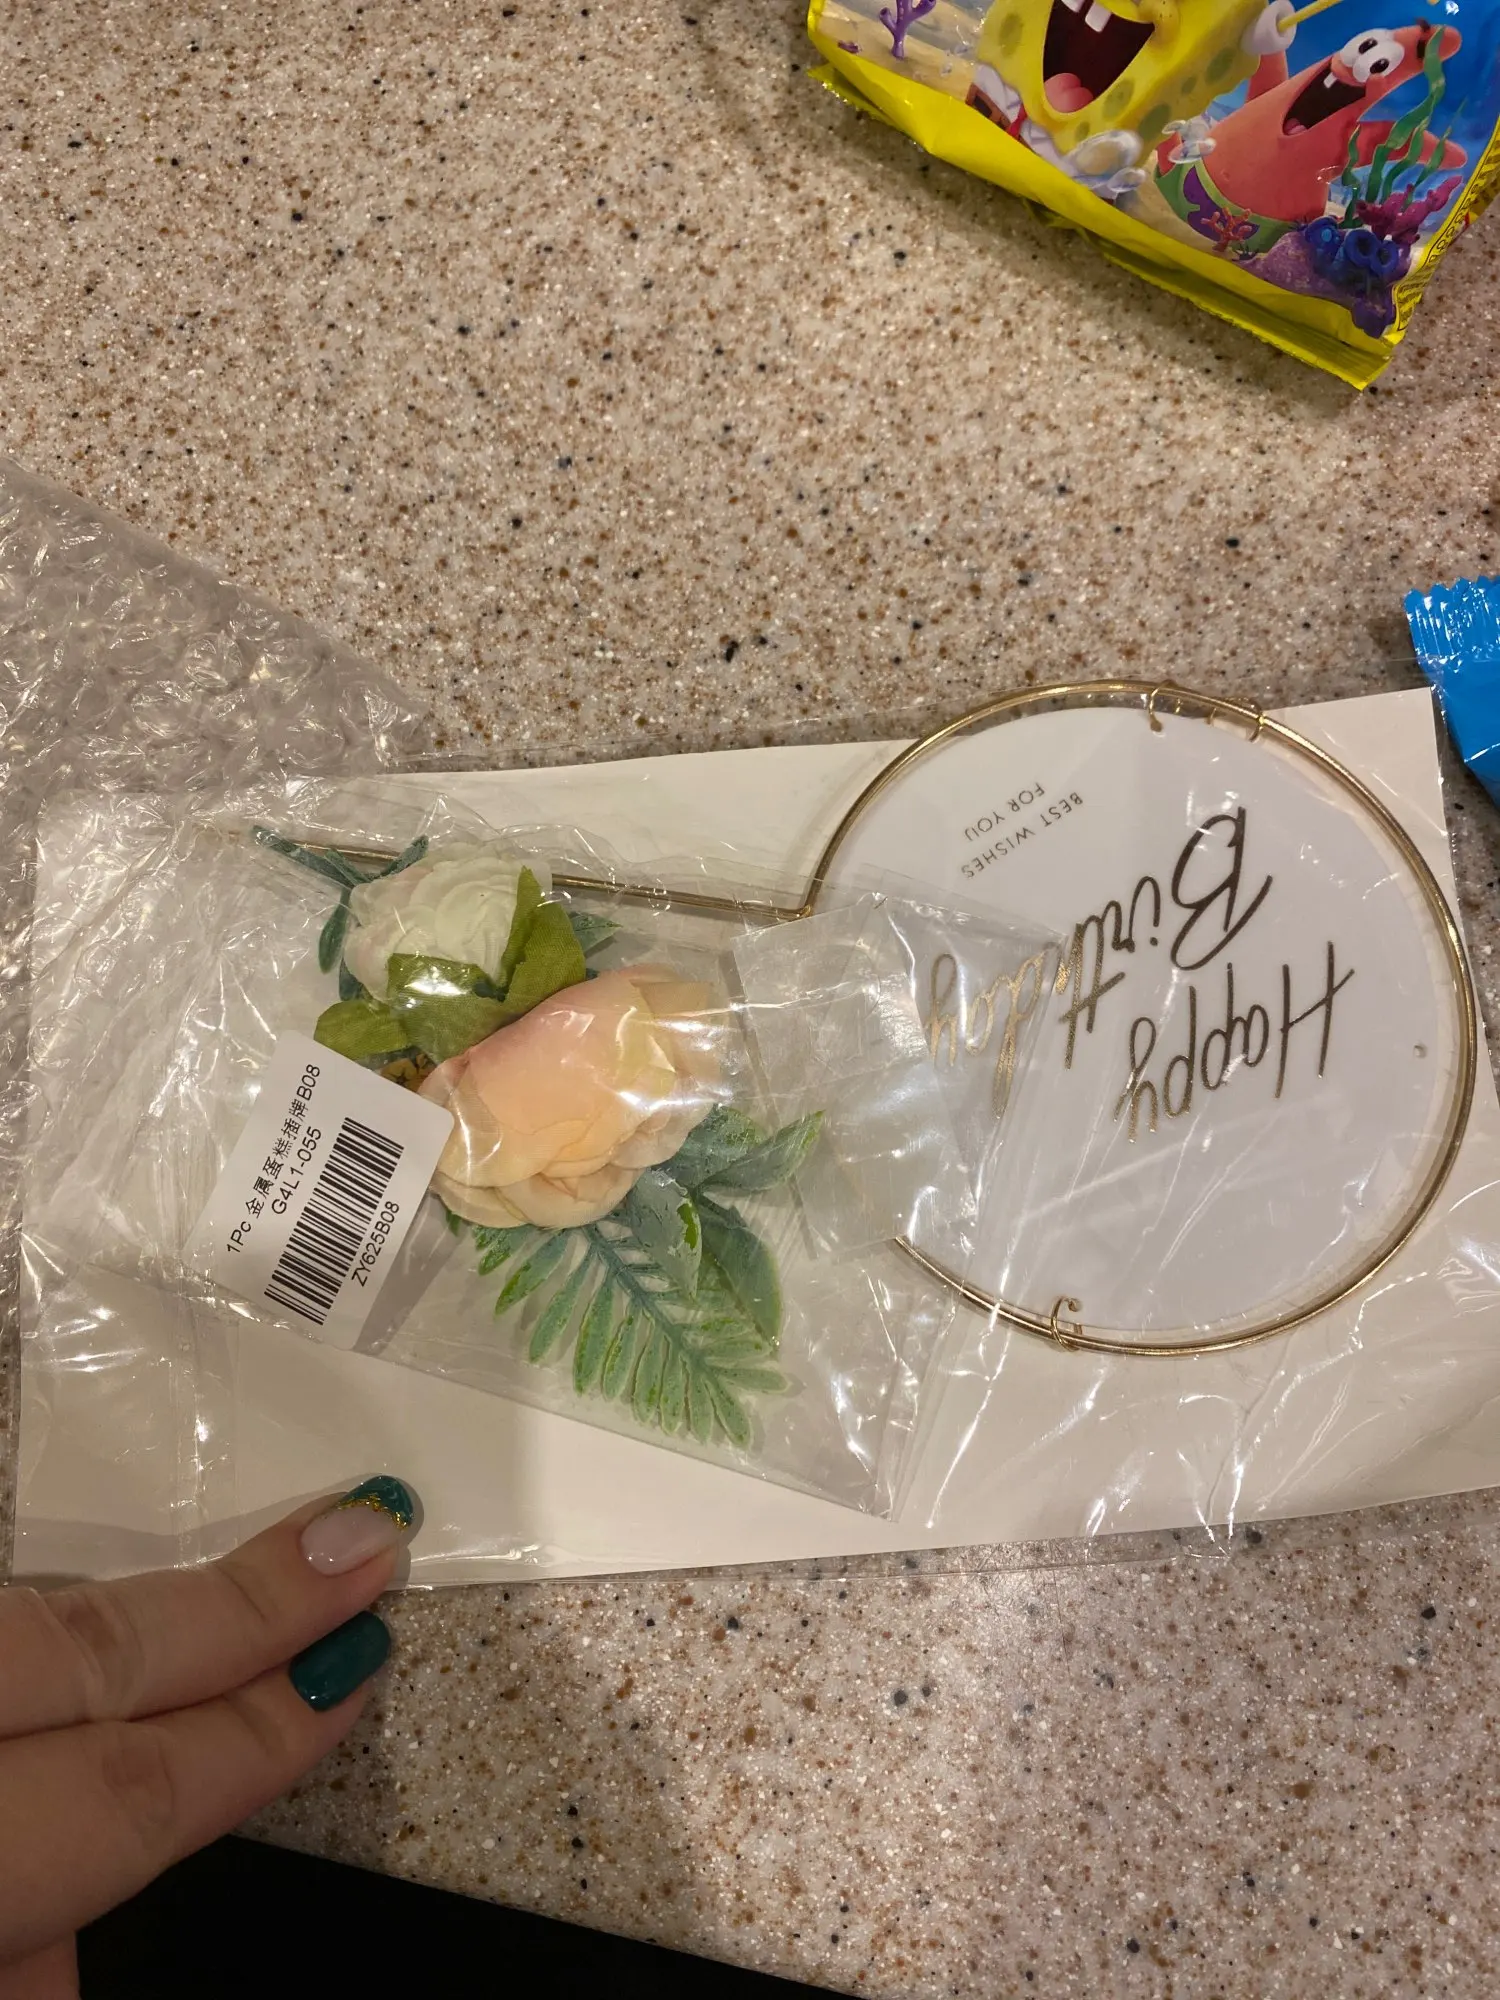 Happy
Birthday
BEST WISHES
FOR YOU
1Pc 金属蛋糕插牌B08
G4L1-055
ZY625B08